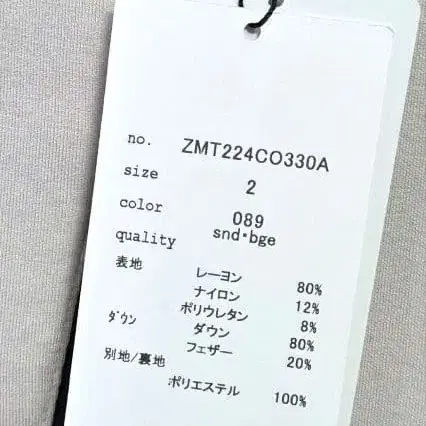 no. ZMT224CO330A
size 2
color 089
quality snd・bge
表地 レーヨン 80%
ナイロン 12%
ポリウレタン 8%
ダウン ダウン 80%
フェザー 20%
別地/裏地
ポリエステル 100%